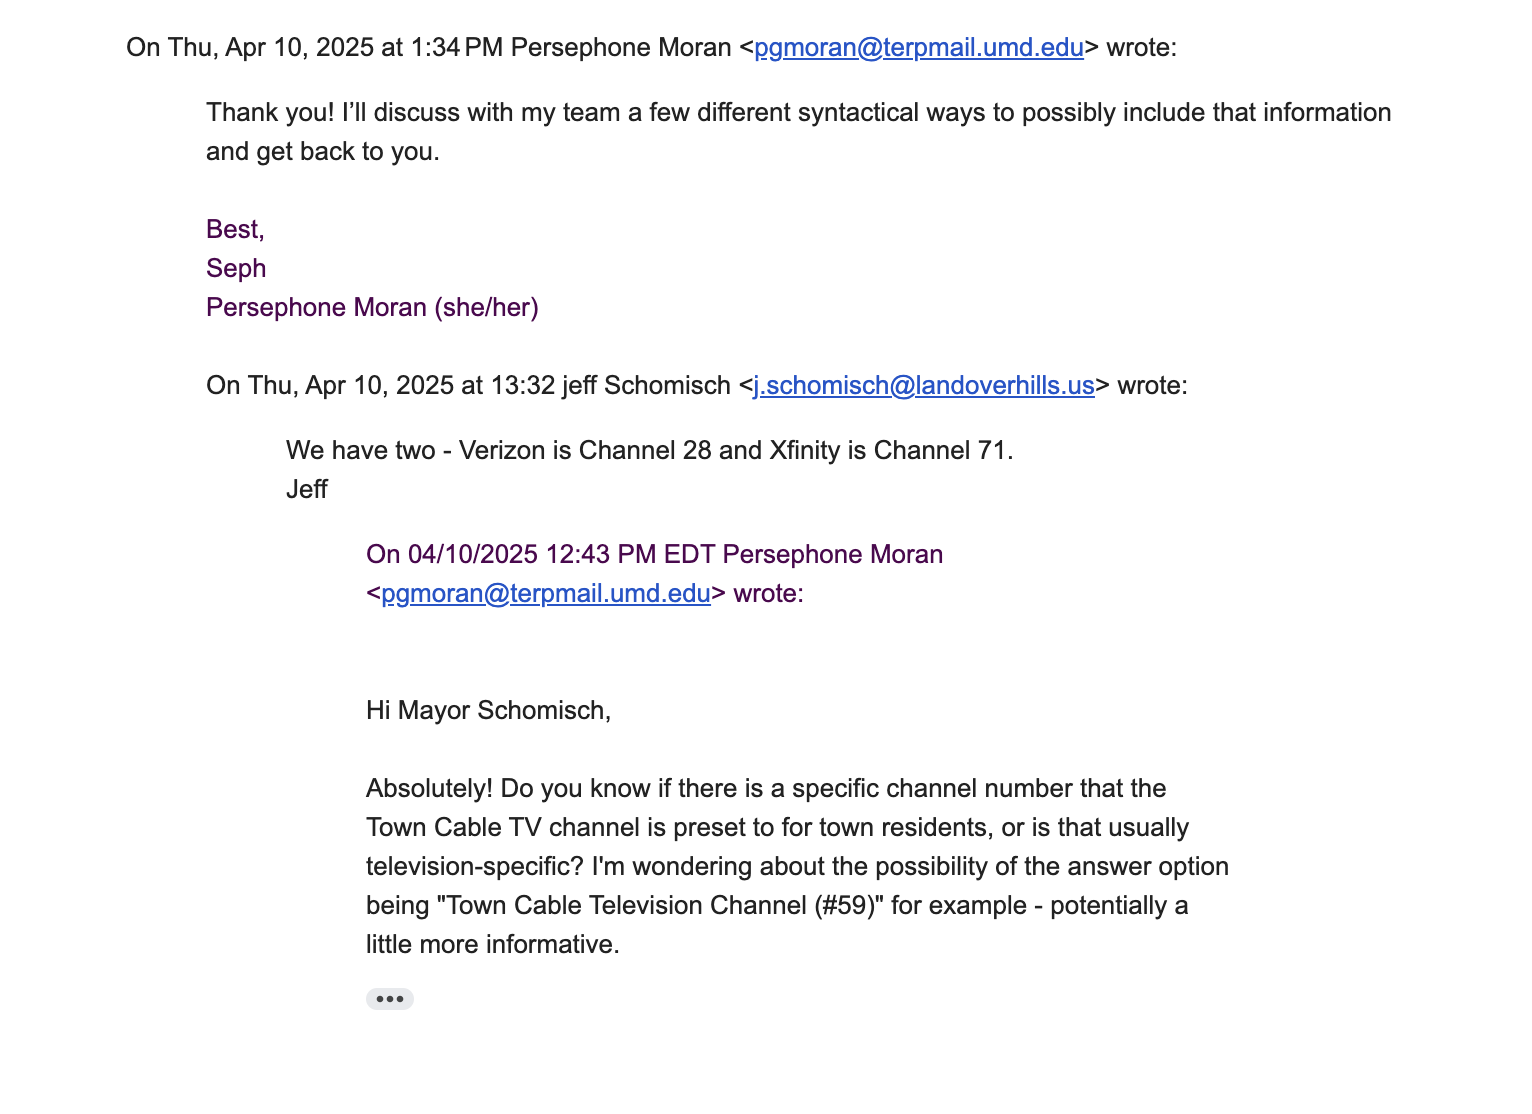 On Thu, Apr 10, 2025 at 1:34 PM Persephone Moran <pgmoran@terpmail.umd.edu> wrote:
Thank you! I’ll discuss with my team a few different syntactical ways to possibly include that information
and get back to you.
Best,
Seph
Persephone Moran (she/her)
On Thu, Apr 10, 2025 at 13:32 jeff Schomisch <j.schomisch@landoverhills.us> wrote:
We have two - Verizon is Channel 28 and Xfinity is Channel 71.
Jeff
On 04/10/2025 12:43 PM EDT Persephone Moran
<pgmoran@terpmail.umd.edu> wrote:
Hi Mayor Schomisch,
Absolutely! Do you know if there is a specific channel number that the
Town Cable TV channel is preset to for town residents, or is that usually
television-specific? I'm wondering about the possibility of the answer option
being "Town Cable Television Channel (#59)" for example - potentially a
little more informative.